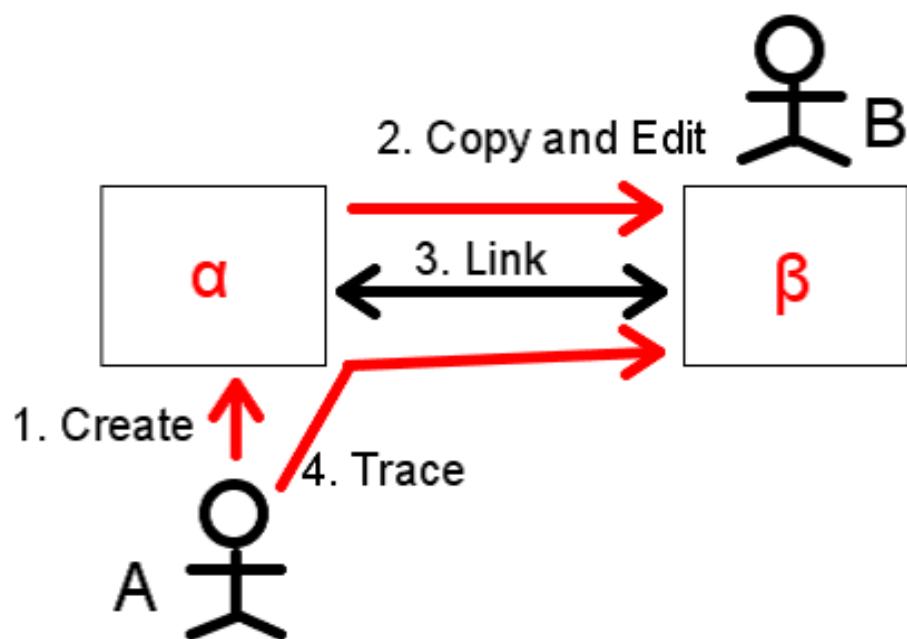 B
2. Copy and Edit
α
3. Link
β
1. Create
4. Trace
A